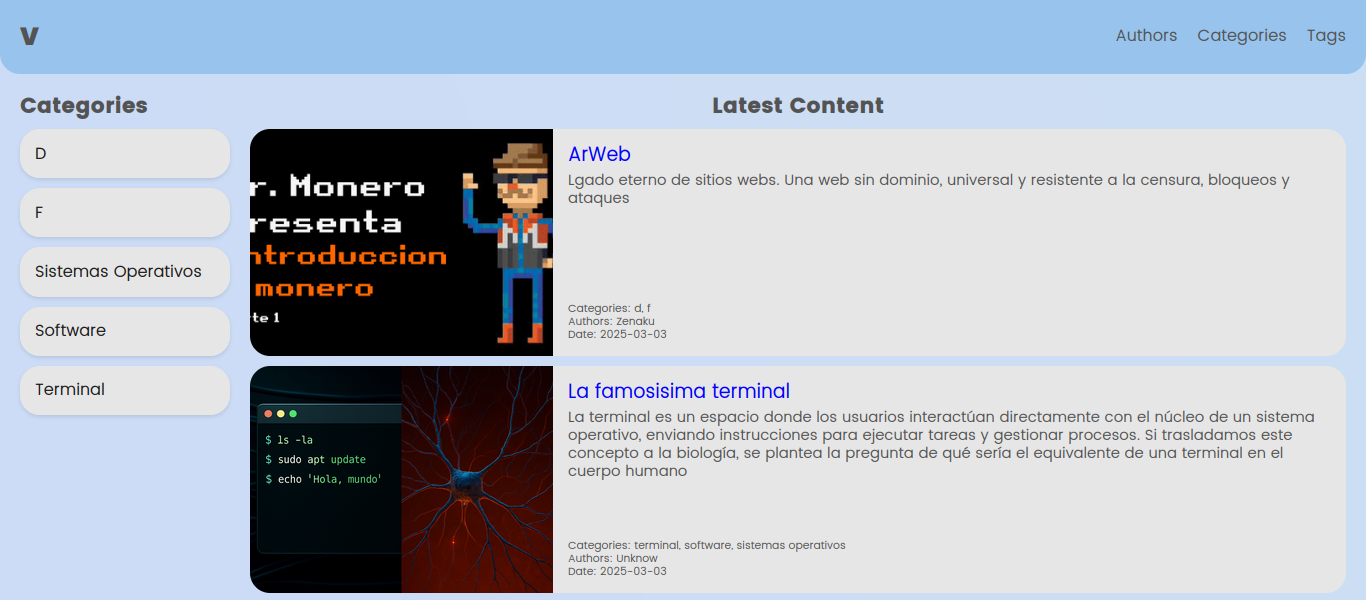 V
Authors Categories Tags
Categories
D
F
Sistemas Operativos
Software
Terminal
Latest Content
r. Monero
resenta
ntroduccion
monero
rte 1
ArWeb
Lgado eterno de sitios webs. Una web sin dominio, universal y resistente a la censura, bloqueos y
ataques
Categories: d, f
Authors: Zenaku
Date: 2025-03-03
$ ls -la
$ sudo apt update
$ echo 'Hola, mundo'
La famosisima terminal
La terminal es un espacio donde los usuarios interactúan directamente con el núcleo de un sistema
operativo, enviando instrucciones para ejecutar tareas y gestionar procesos. Si trasladamos este
concepto a la biología, se plantea la pregunta de qué sería el equivalente de una terminal en el
cuerpo humano
Categories: terminal, software, sistemas operativos
Authors: Unknow
Date: 2025-03-03